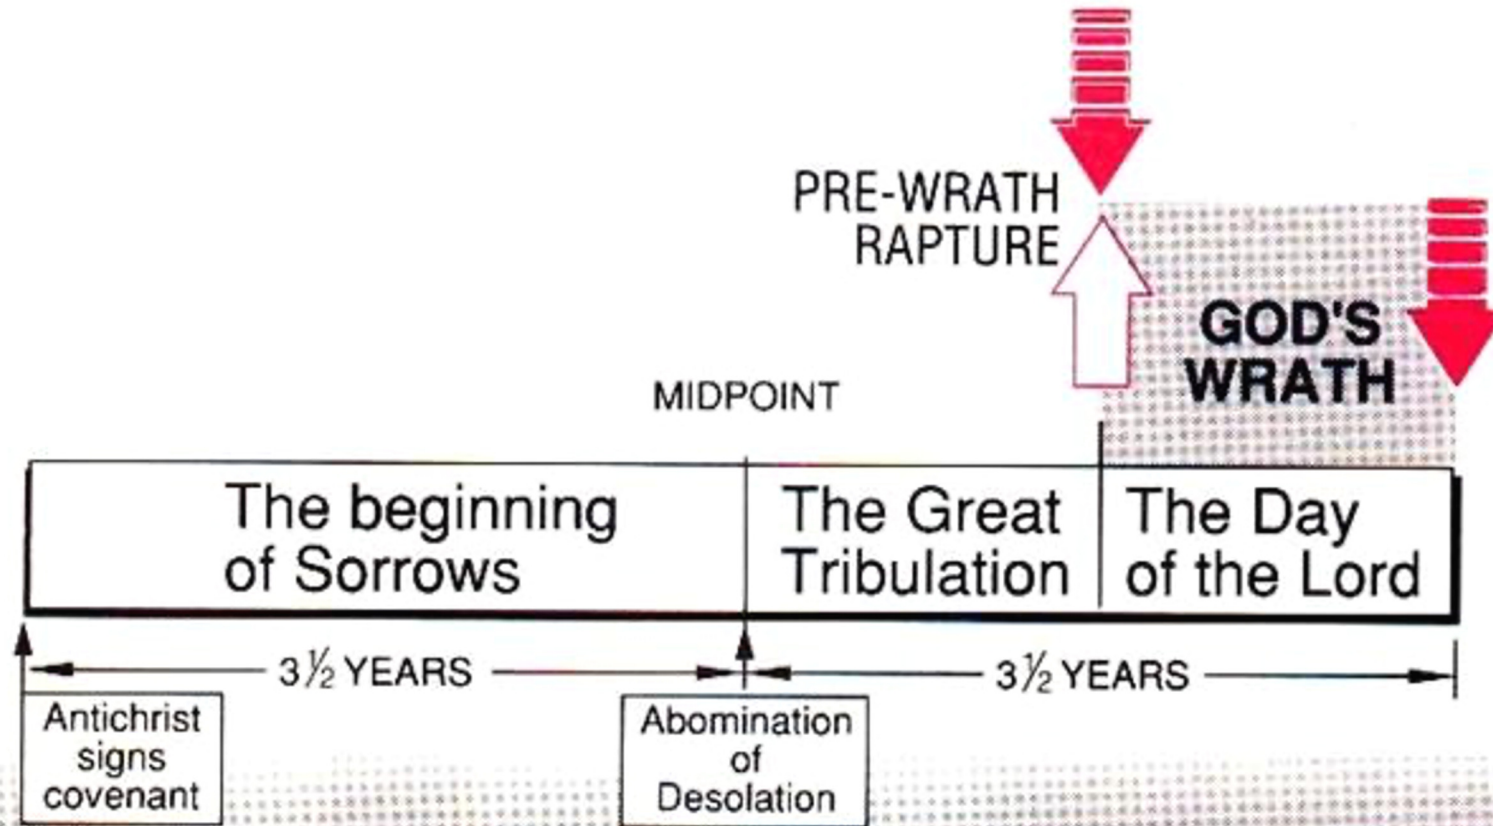 PRE-WRATH
RAPTURE
GOD'S
WRATH
MIDPOINT
The beginning
of Sorrows
The Great
Tribulation
The Day
of the Lord
3½ YEARS
3½ YEARS
Antichrist
signs
covenant
Abomination
of
Desolation